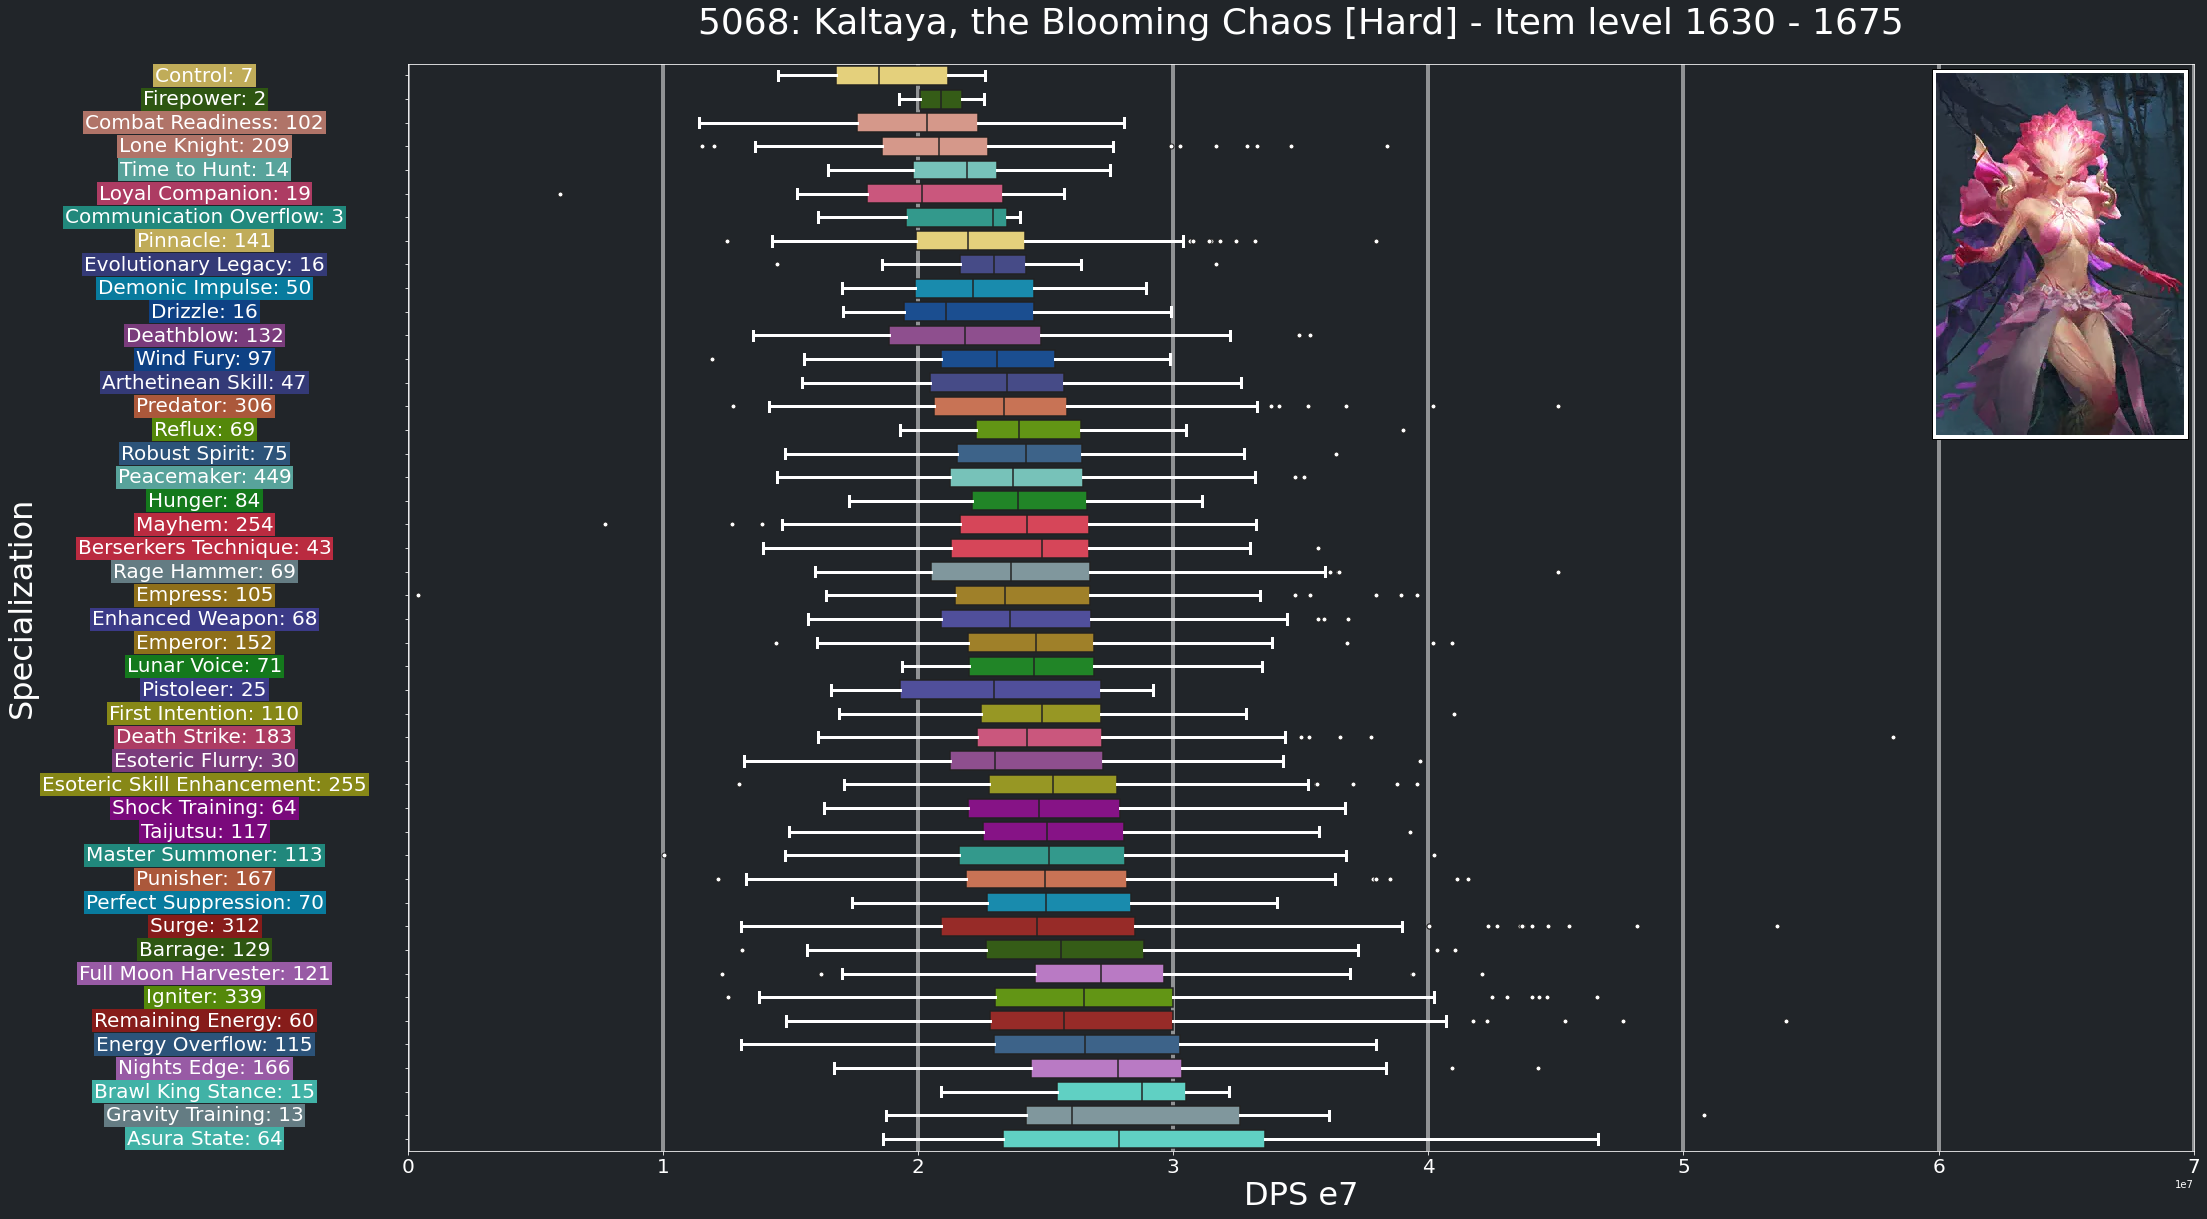 5068: Kaltaya, the Blooming Chaos [Hard] - Item level 1630 - 1675
Control: 7
Firepower: 2
Combat Readiness: 102
Lone Knight: 209
Time to Hunt: 14
Loyal Companion: 19
Communication Overflow: 3
Pinnacle: 141
Evolutionary Legacy: 16
Demonic Impulse: 50
Drizzle: 16
Deathblow: 132
Wind Fury: 97
Arthetinean Skill: 47
Predator: 306
Reflux: 69
Robust Spirit: 75
Peacemaker: 449
Hunger: 84
Mayhem: 254
Berserkers Technique: 43
Rage Hammer: 69
Empress: 105
Enhanced Weapon: 68
Emperor: 152
Lunar Voice: 71
Pistoleer: 25
First Intention: 110
Death Strike: 183
Esoteric Flurry: 30
Esoteric Skill Enhancement: 255
Shock Training: 64
Taijutsu: 117
Master Summoner: 113
Punisher: 167
Perfect Suppression: 70
Surge: 312
Barrage: 129
Full Moon Harvester: 121
Igniter: 339
Remaining Energy: 60
Energy Overflow: 115
Nights Edge: 166
Brawl King Stance: 15
Gravity Training: 13
Asura State: 64
Specialization
0 1 2 3 4 5 6 7
DPS e7
1e7